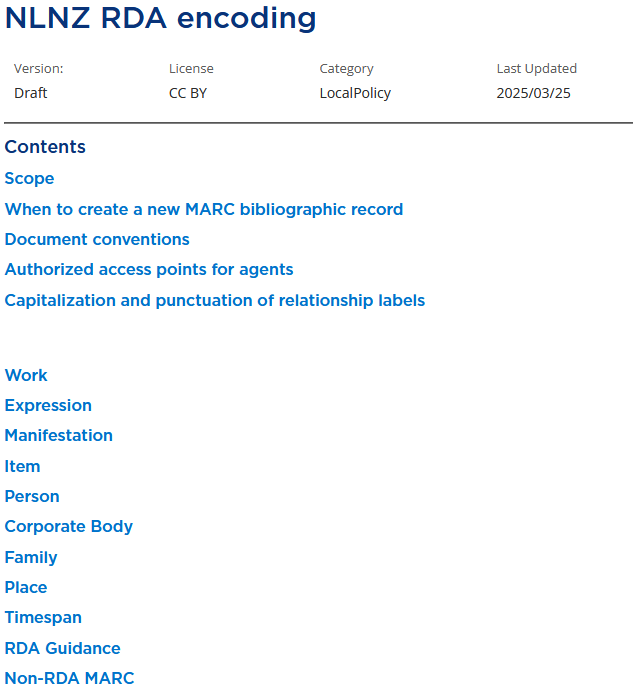 NLNZ RDA encoding
Version: License Category Last Updated
Draft CC BY LocalPolicy 2025/03/25
Contents
Scope
When to create a new MARC bibliographic record
Document conventions
Authorized access points for agents
Capitalization and punctuation of relationship labels
Work
Expression
Manifestation
Item
Person
Corporate Body
Family
Place
Timespan
RDA Guidance
Non-RDA MARC